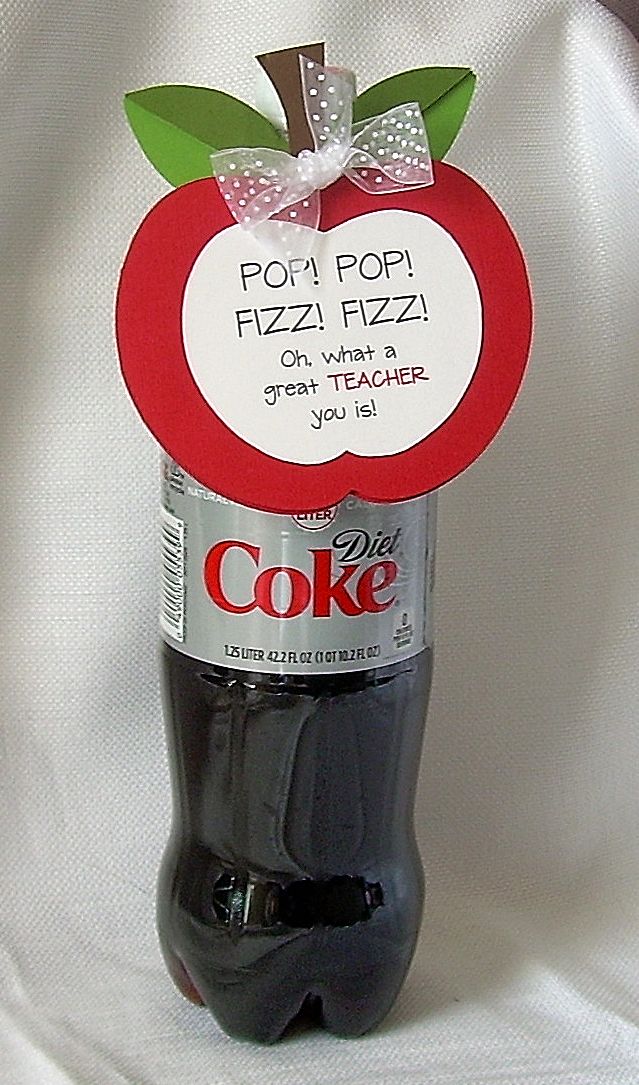 POP! POP!
FIZZ! FIZZ!
Oh, what a
great TEACHER
you is!
LITER
Diet
Coke
1.25 LITER 42.2 FL OZ (1 QT 10.2 FL OZ)